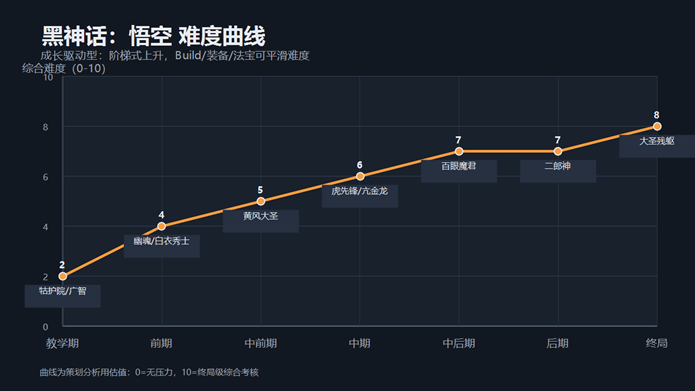 黑神话：悟空 难度曲线
成长驱动型：阶梯式上升，Build/装备/法宝可平滑难度
综合难度（0-10）
10
8
6
4
2
0
2
牯护院/广智
4
幽魂/白衣秀士
5
黄风大圣
6
虎先锋/亢金龙
7
百眼魔君
7
二郎神
8
大圣残躯
教学期
前期
中前期
中期
中后期
后期
终局
曲线为策划分析用估值：0=无压力，10=终局级综合考核